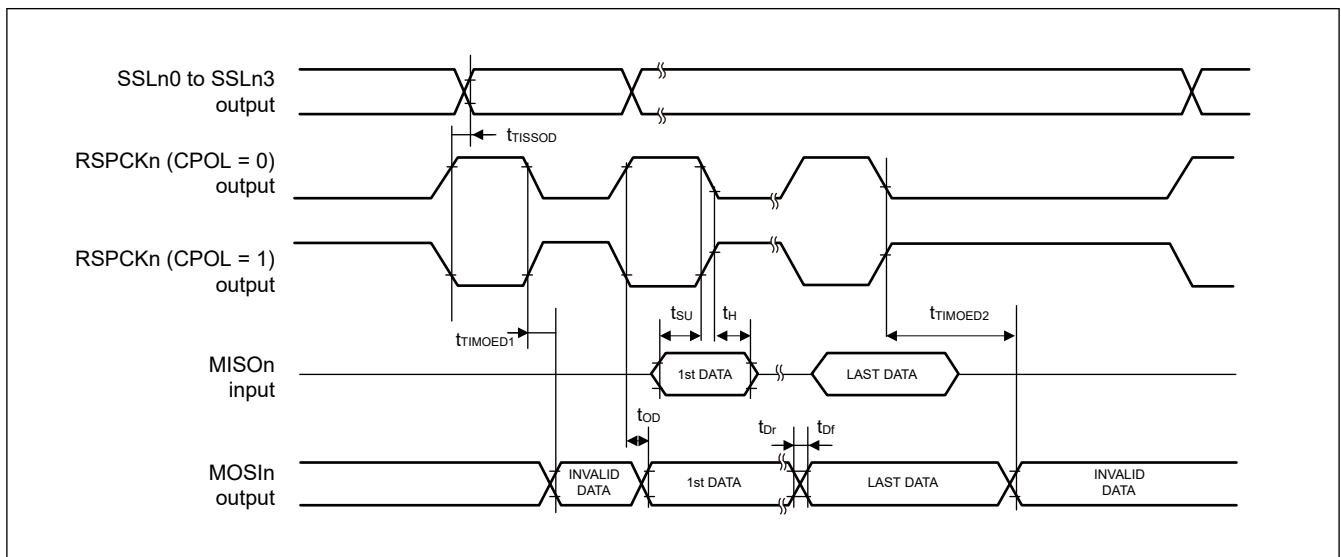 SSLn0 to SSLn3
output
tTISSOD
RSPCKn (CPOL = 0)
output
RSPCKn (CPOL = 1)
output
tSU
tH
tTIMOED2
tTIMOED1
MISOn
input
1st DATA
LAST DATA
tOD
tDr
tDf
MOSIn
output
INVALID
DATA
1st DATA
LAST DATA
INVALID
DATA